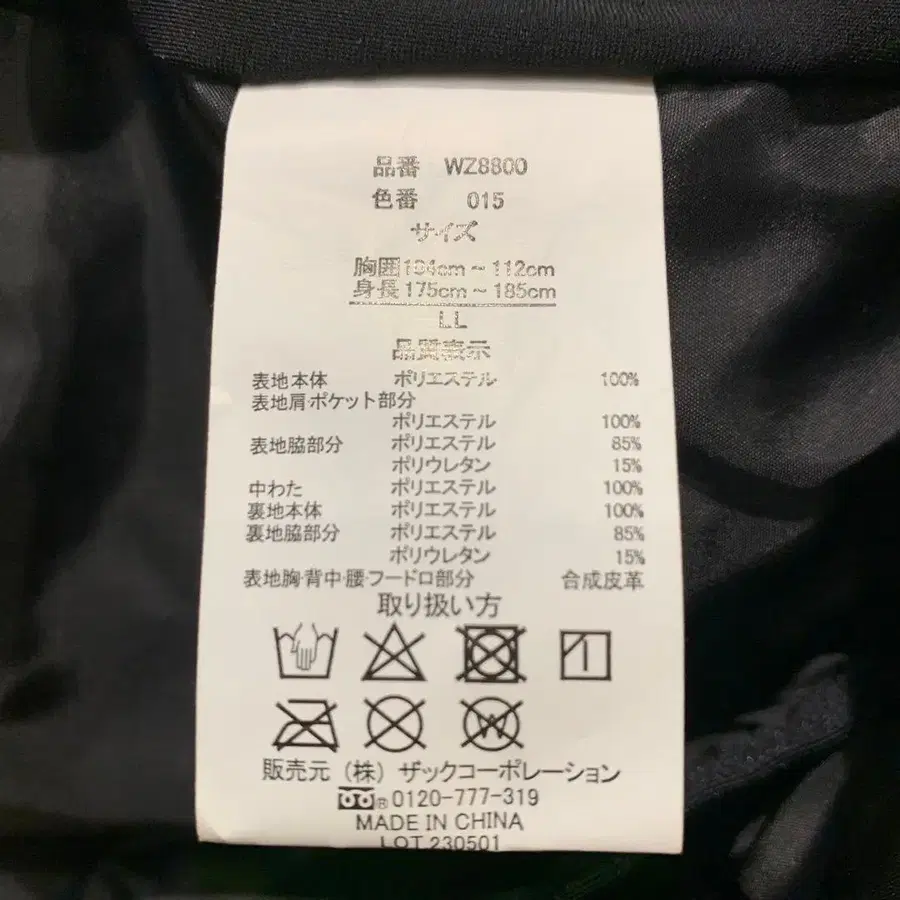 品番 WZ8800
色番 015
サイズ
胸囲104cm～112cm
身長175cm～185cm
LL
品質表示
表地本体 ポリエステル 100%
表地肩・ポケット部分
ポリエステル 100%
表地脇部分 ポリエステル 85%
ポリウレタン 15%
中わた ポリエステル 100%
裏地本体 ポリエステル 100%
裏地脇部分 ポリエステル 85%
ポリウレタン 15%
表地胸・背中・腰・フードロ部分 合成皮革
取り扱い方
W
販売元（株）ザックコーポレーション
®0120-777-319
MADE IN CHINA
LOT 230501